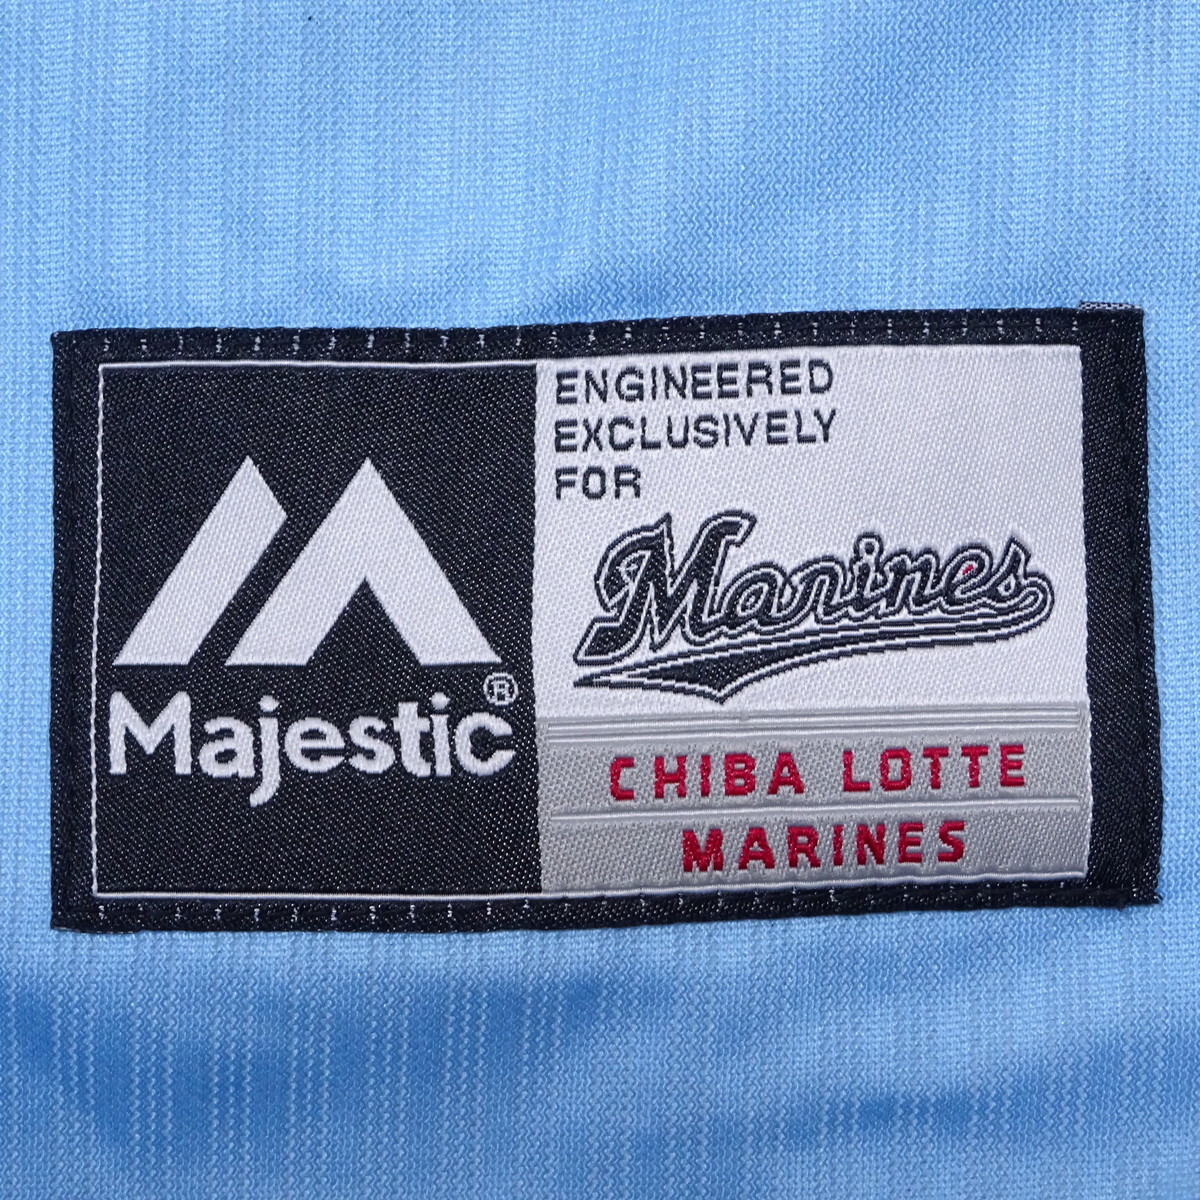 Majestic®
ENGINEERED
EXCLUSIVELY
FOR
Marines
CHIBA LOTTE
MARINES